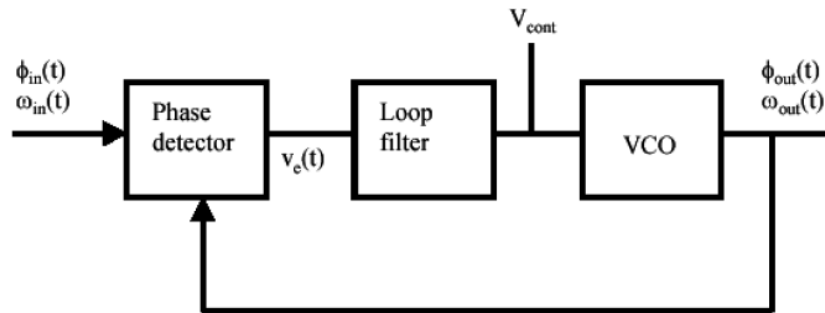 V_cont
ϕ_in(t)
ω_in(t)
Phase
detector
v_e(t)
Loop
filter
VCO
ϕ_out(t)
ω_out(t)